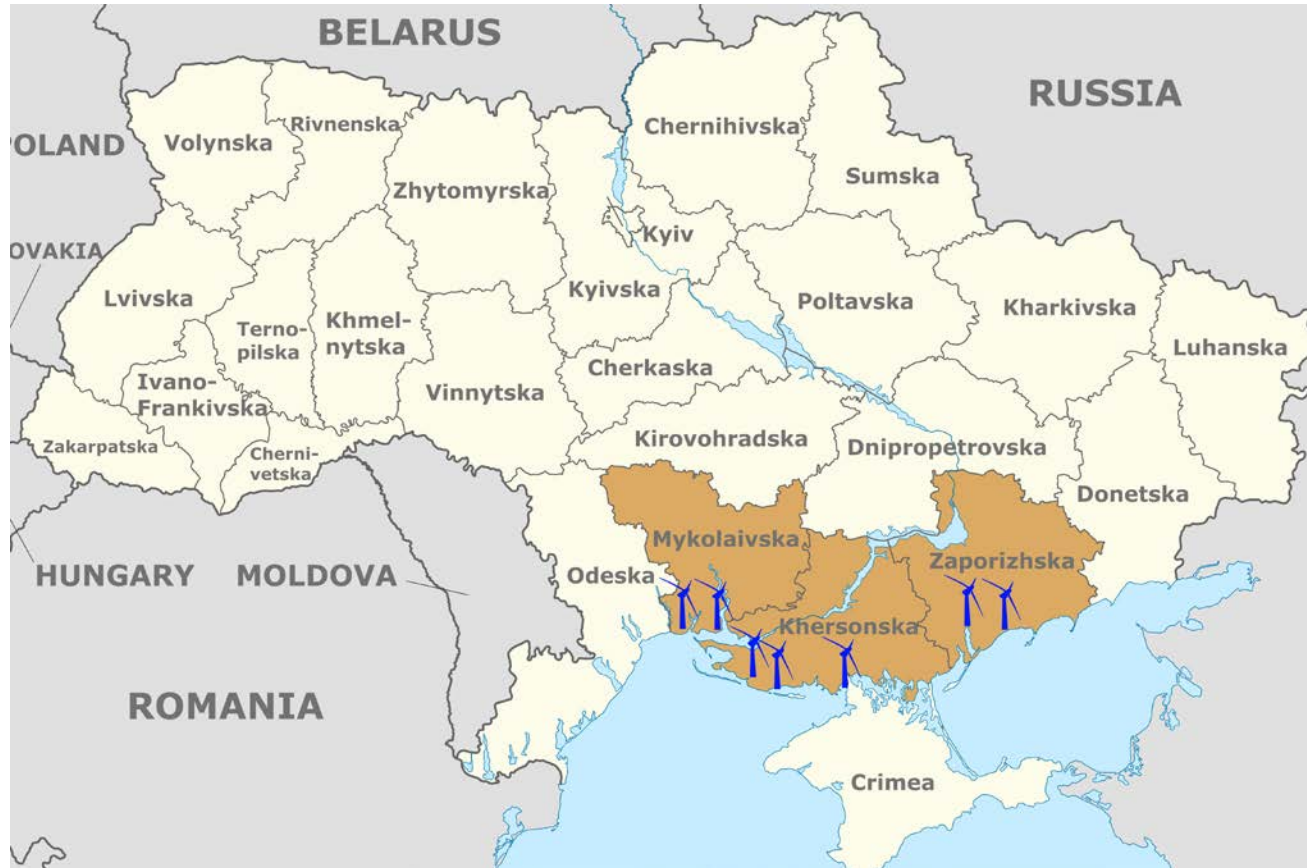 BELARUS
RUSSIA
POLAND
OVAKIA
HUNGARY
MOLDOVA
ROMANIA
Volynska
Rivnenska
Zhytomyrska
Chernihivska
Sumska
Kyiv
Kyivska
Lvivska
Terno-
pilska
Khmel-
nytska
Ivano-
Frankivska
Zakarpatska
Cherni-
vetska
Vinnytska
Cherkaska
Poltavska
Kharkivska
Luhanska
Kirovohradska
Dnipropetrovska
Donetska
Mykolaivska
Zaporizhska
Odeska
Khersonska
Crimea